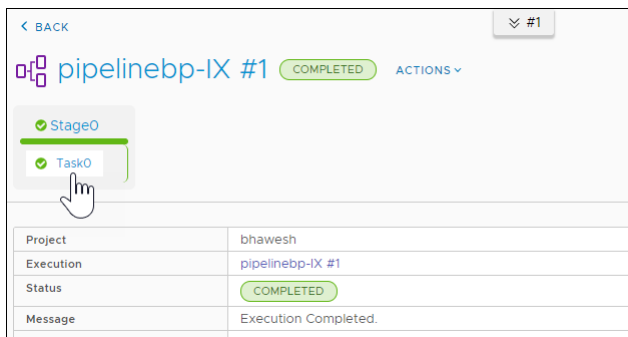 BACK
#1
pipelinebp-IX #1 COMPLETED ACTIONS
Stage0
Task0
Project bhawesh
Execution pipelinebp-IX #1
Status COMPLETED
Message Execution Completed.